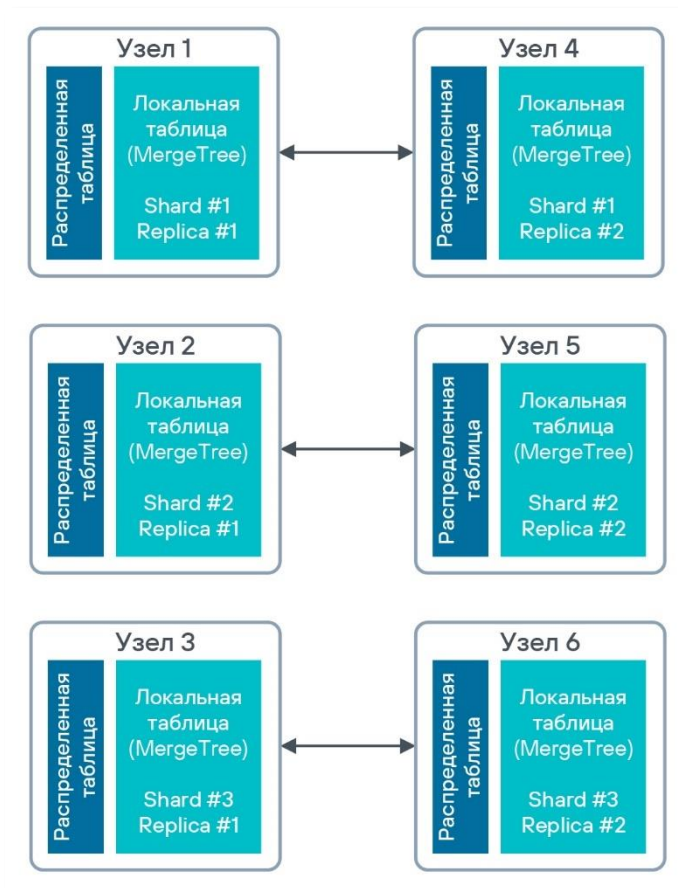 Узел 1
Распределенная
таблица
Локальная
таблица
(MergeTree)
Shard #1
Replica #1
Узел 4
Распределенная
таблица
Локальная
таблица
(MergeTree)
Shard #1
Replica #2
Узел 2
Распределенная
таблица
Локальная
таблица
(MergeTree)
Shard #2
Replica #1
Узел 5
Распределенная
таблица
Локальная
таблица
(MergeTree)
Shard #2
Replica #2
Узел 3
Распределенная
таблица
Локальная
таблица
(MergeTree)
Shard #3
Replica #1
Узел 6
Распределенная
таблица
Локальная
таблица
(MergeTree)
Shard #3
Replica #2